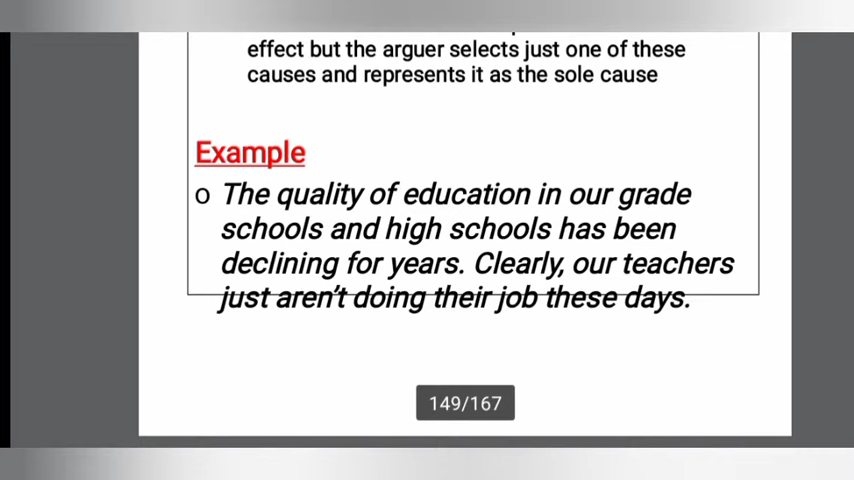 effect but the arguer selects just one of these
causes and represents it as the sole cause
Example
o The quality of education in our grade
schools and high schools has been
declining for years. Clearly, our teachers
just aren't doing their job these days.
149/167